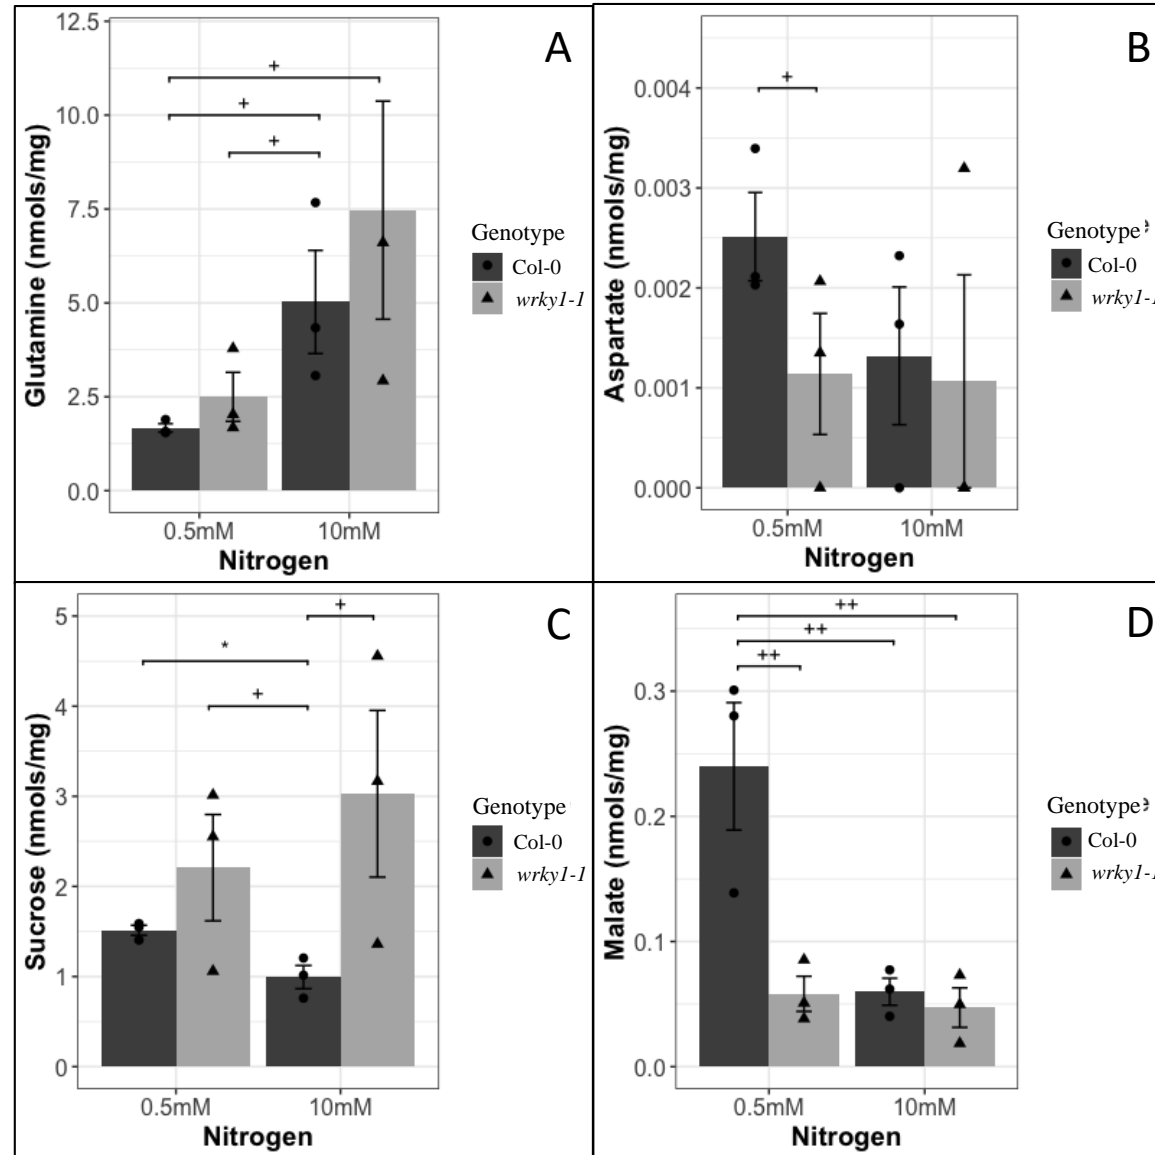 A
12.5
10.0
7.5
5.0
2.5
0.0
Glutamine (nmols/mg)
+
+
+
0.5mM
10mM
Nitrogen
Genotype
Col-0
wrky1-1
B
0.004
0.003
0.002
0.001
0.000
Aspartate (nmols/mg)
+
0.5mM
10mM
Nitrogen
Genotype
Col-0
wrky1-1
C
5
4
3
2
1
0
Sucrose (nmols/mg)
+
*
+
0.5mM
10mM
Nitrogen
Genotype
Col-0
wrky1-1
D
0.3
0.2
0.1
0.0
Malate (nmols/mg)
++
++
++
0.5mM
10mM
Nitrogen
Genotype
Col-0
wrky1-1